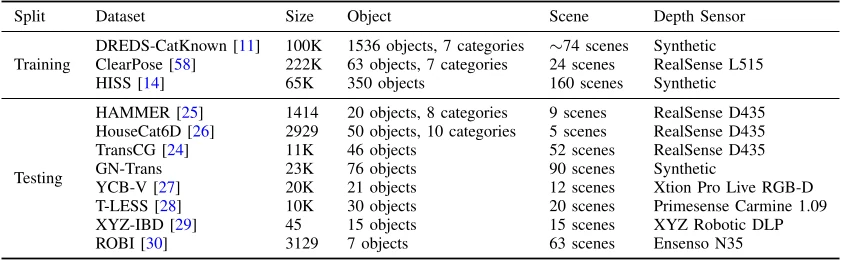 Split Dataset Size Object Scene Depth Sensor
DREDS-CatKnown [11] 100K 1536 objects, 7 categories ∼74 scenes Synthetic
Training ClearPose [58] 222K 63 objects, 7 categories 24 scenes RealSense L515
HISS [14] 65K 350 objects 160 scenes Synthetic
HAMMER [25] 1414 20 objects, 8 categories 9 scenes RealSense D435
HouseCat6D [26] 2929 50 objects, 10 categories 5 scenes RealSense D435
TransCG [24] 11K 46 objects 52 scenes RealSense D435
GN-Trans 23K 76 objects 90 scenes Synthetic
Testing
YCB-V [27] 20K 21 objects 12 scenes Xtion Pro Live RGB-D
T-LESS [28] 10K 30 objects 20 scenes Primesense Carmine 1.09
XYZ-IBD [29] 45 15 objects 15 scenes XYZ Robotic DLP
ROBI [30] 3129 7 objects 63 scenes Ensenso N35